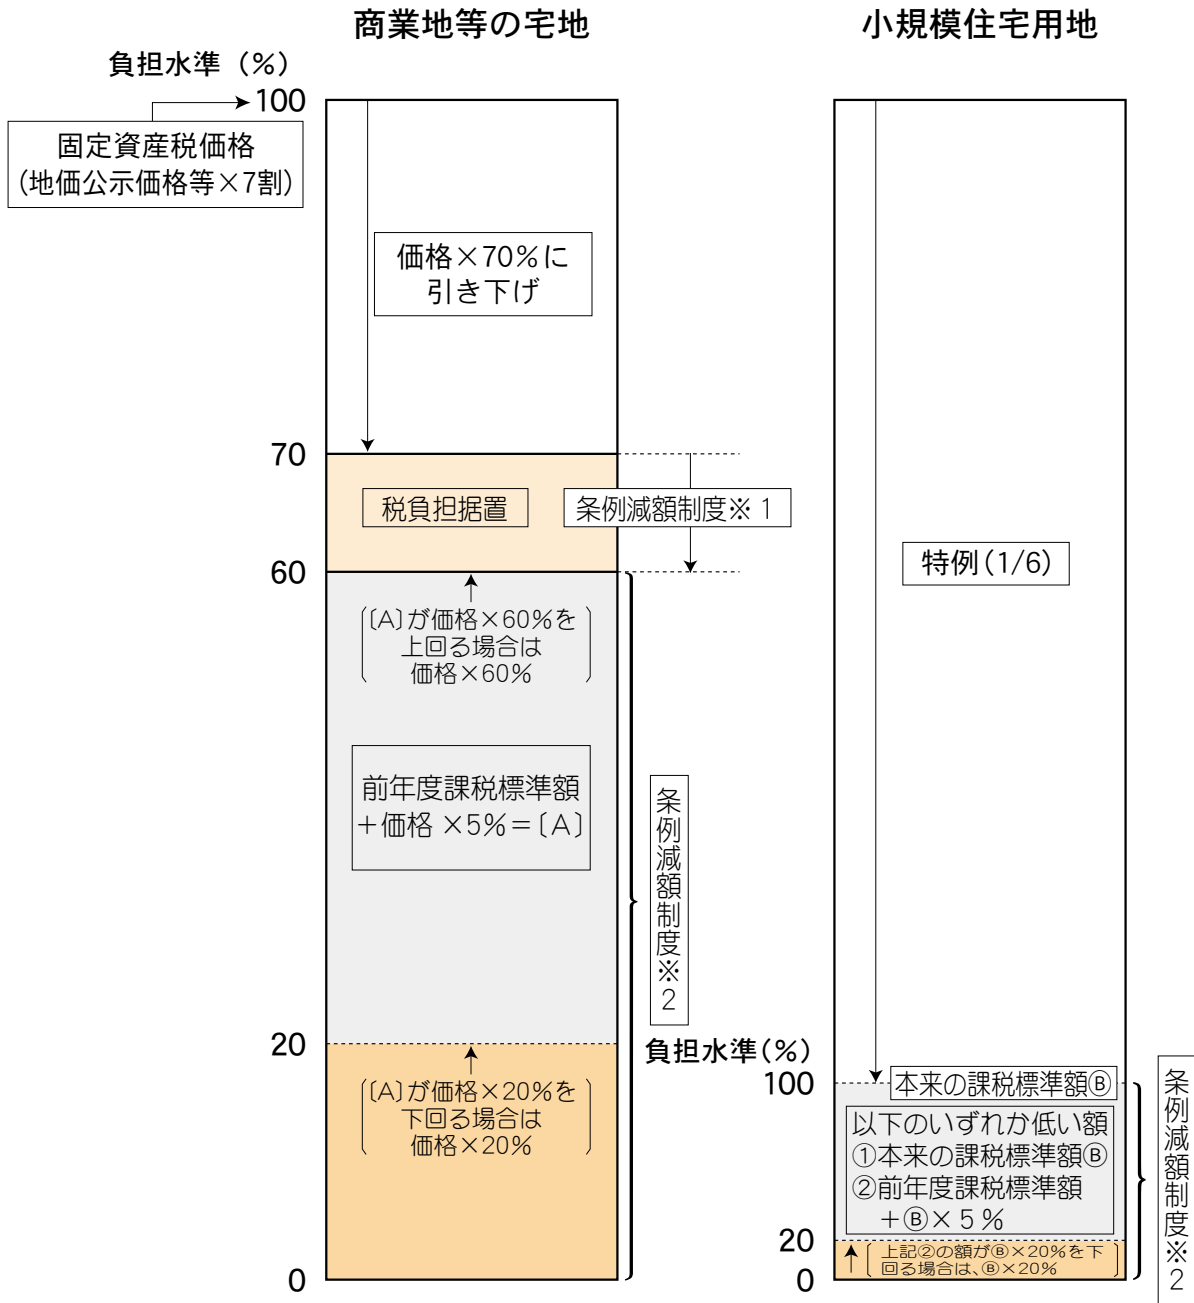 商業地等の宅地
負担水準（％）
100
固定資産税価格
(地価公示価格等×7割)
価格×70％に
引き下げ
70
税負担据置
条例減額制度※1
60
〔A〕が価格×60％を
上回る場合は
価格×60％
前年度課税標準額
＋価格×5％＝〔A〕
条例減額制度※2
20
〔A〕が価格×20％を
下回る場合は
価格×20％
0
小規模住宅用地
特例(1/6)
負担水準(％)
100
本来の課税標準額Ⓑ
以下のいずれか低い額
①本来の課税標準額Ⓑ
②前年度課税標準額
＋Ⓑ×5％
20
上記②の額がⒷ×20％を下
回る場合は、Ⓑ×20％
0
条例減額制度※2